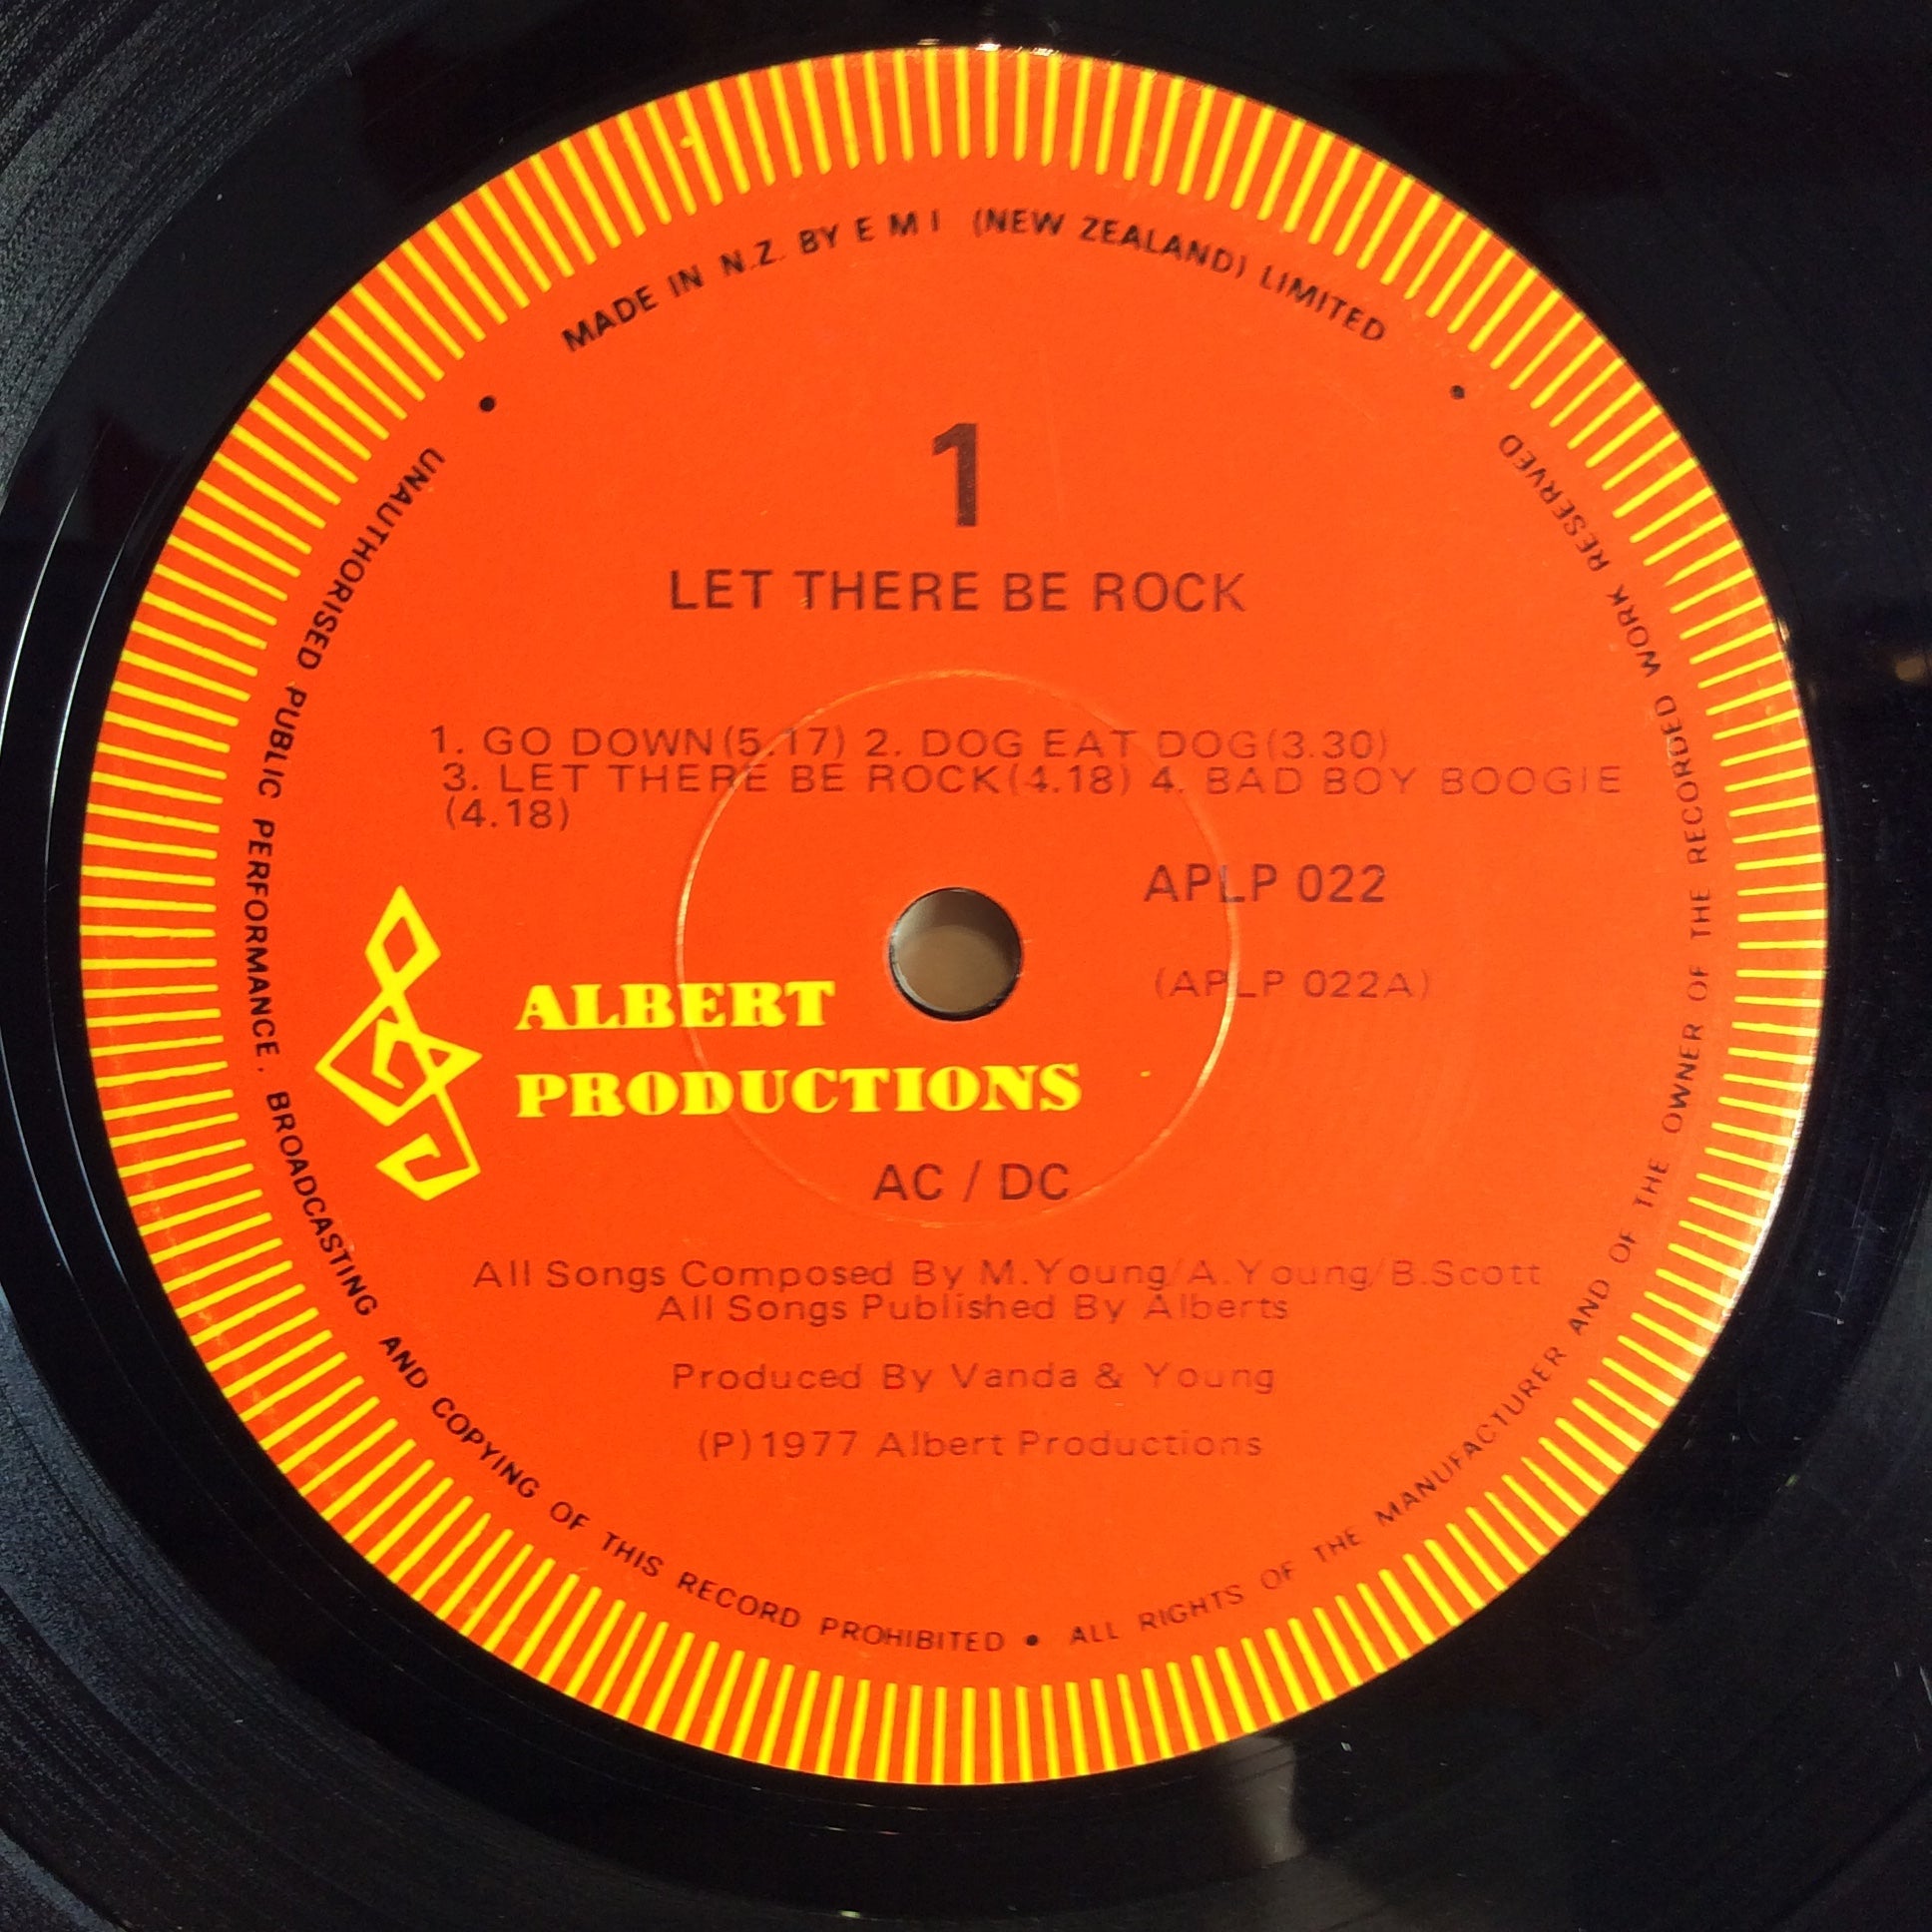 MADE IN N.Z. BY E M I (NEW ZEALAND) LIMITED
1
LET THERE BE ROCK
1. GO DOWN (5.17) 2. DOG EAT DOG (3.30)
3. LET THERE BE ROCK (4.18) 4. BAD BOY BOOGIE
(4.18)
APLP 022
(APLP 022A)
ALBERT
PRODUCTIONS
AC / DC
All Songs Composed By M.Young/A.Young/B.Scott
All Songs Published By Alberts
Produced By Vanda & Young
(P)1977 Albert Productions
UNAUTHORISED PUBLIC PERFORMANCE, BROADCASTING AND COPYING OF THIS RECORD PROHIBITED • ALL RIGHTS OF THE MANUFACTURER AND OF THE OWNER OF THE RECORDED WORK RESERVED